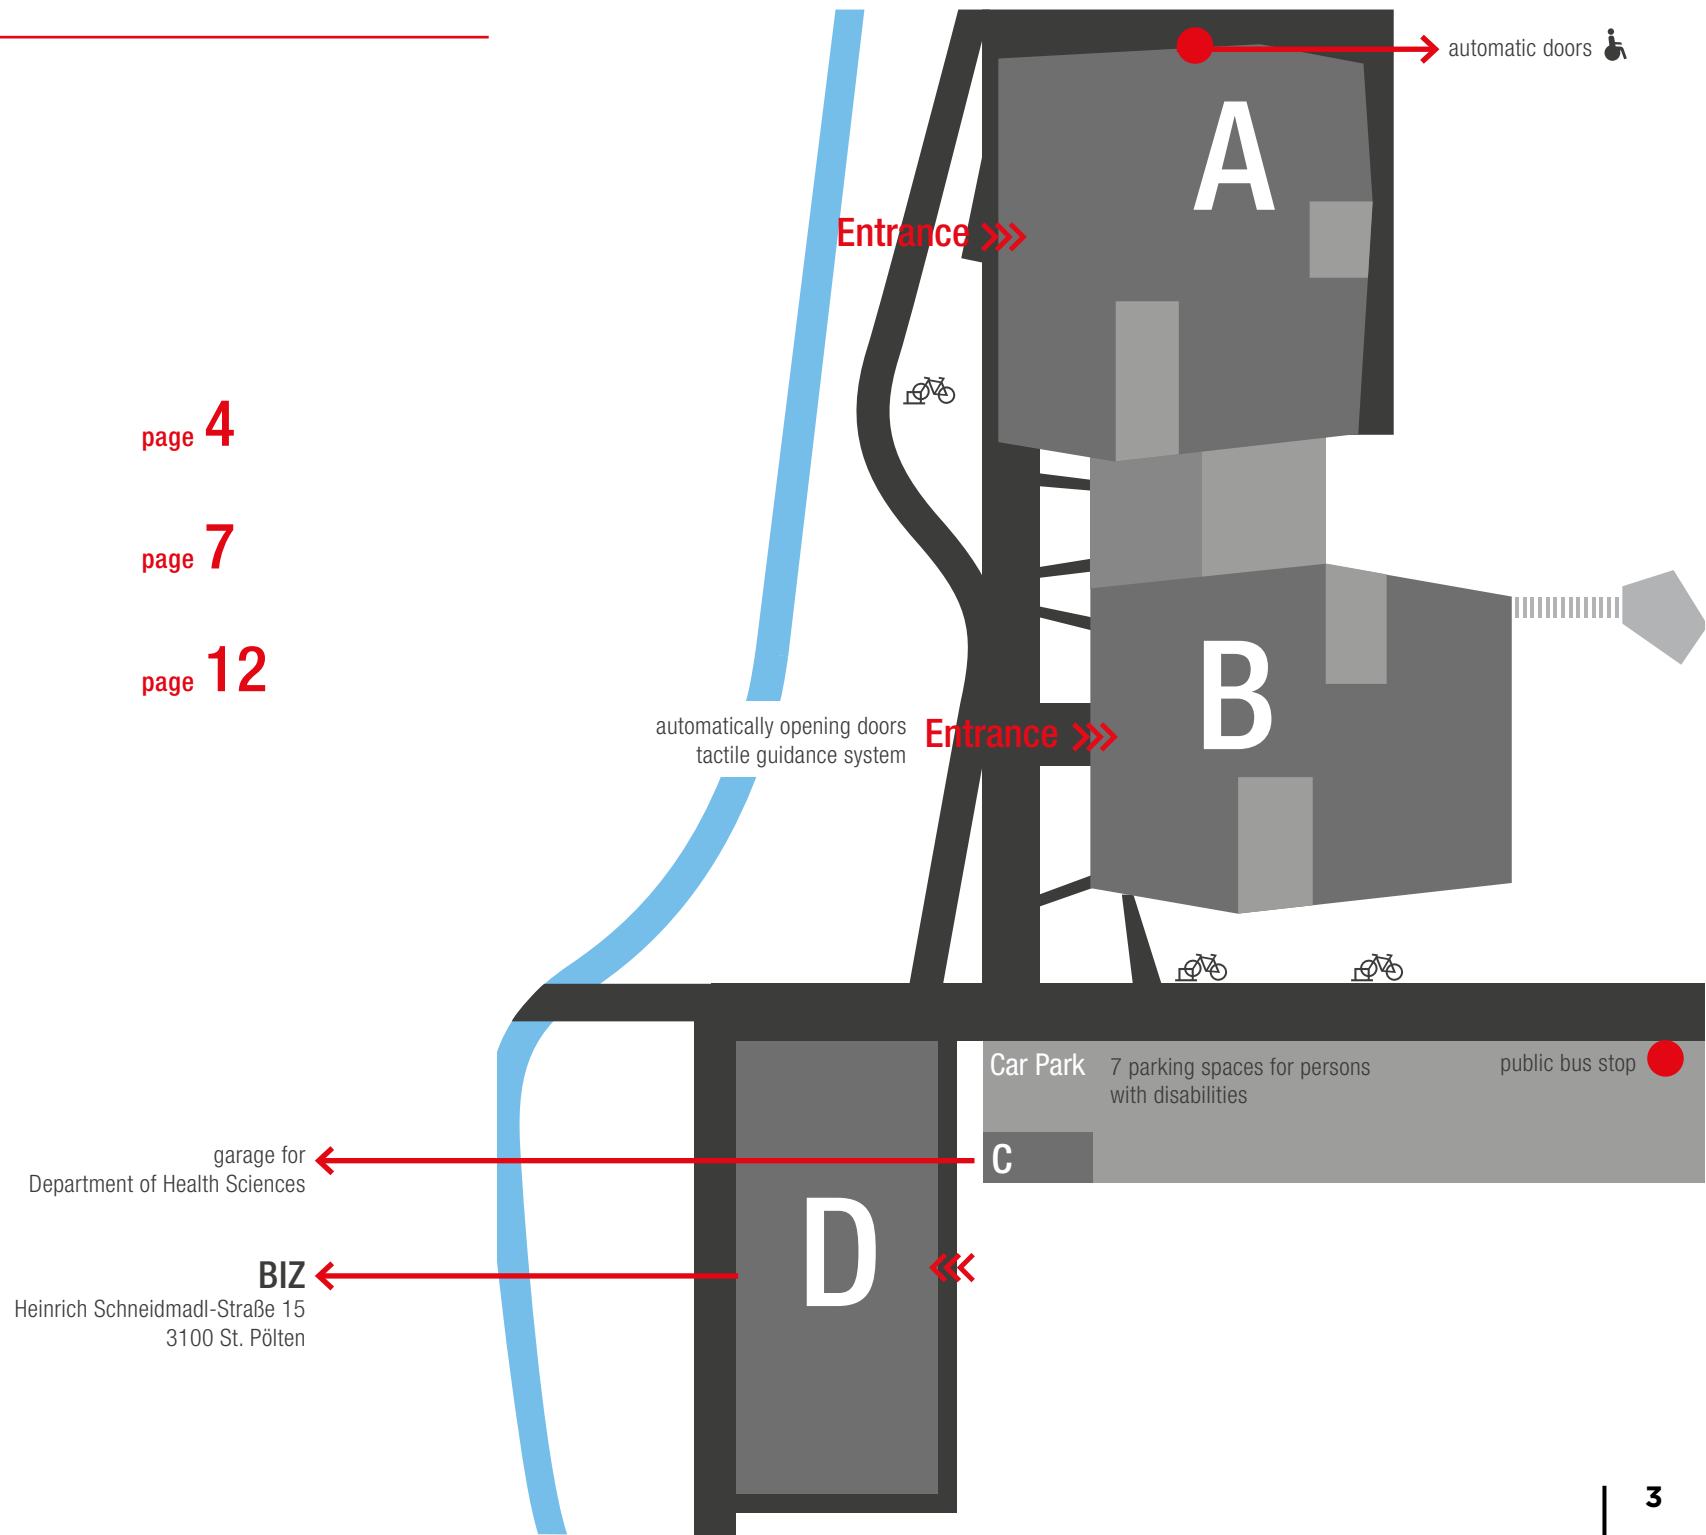 automatic doors
A
Entrance
page 4
page 7
page 12
B
automatically opening doors
tactile guidance system
Entrance
Car Park
7 parking spaces for persons
with disabilities
public bus stop
C
garage for
Department of Health Sciences
D
BIZ
Heinrich Schneidmadl-Straße 15
3100 St. Pölten
3